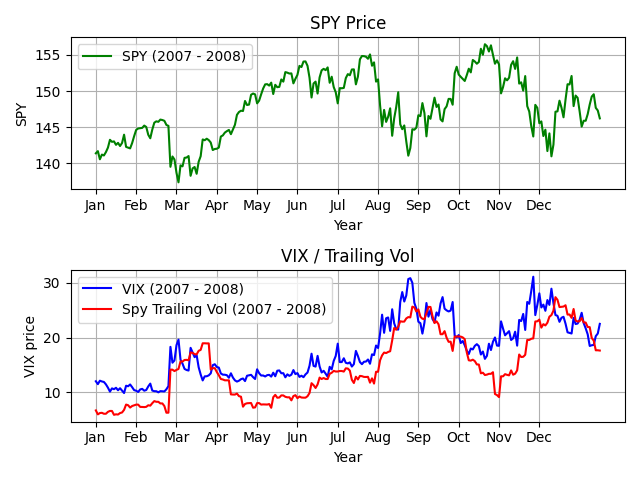 SPY Price
SPY (2007 - 2008)
SPY
155
150
145
140
Jan Feb Mar Apr May Jun Jul Aug Sep Oct Nov Dec
Year
VIX / Trailing Vol
VIX (2007 - 2008)
Spy Trailing Vol (2007 - 2008)
VIX price
30
20
10
Jan Feb Mar Apr May Jun Jul Aug Sep Oct Nov Dec
Year